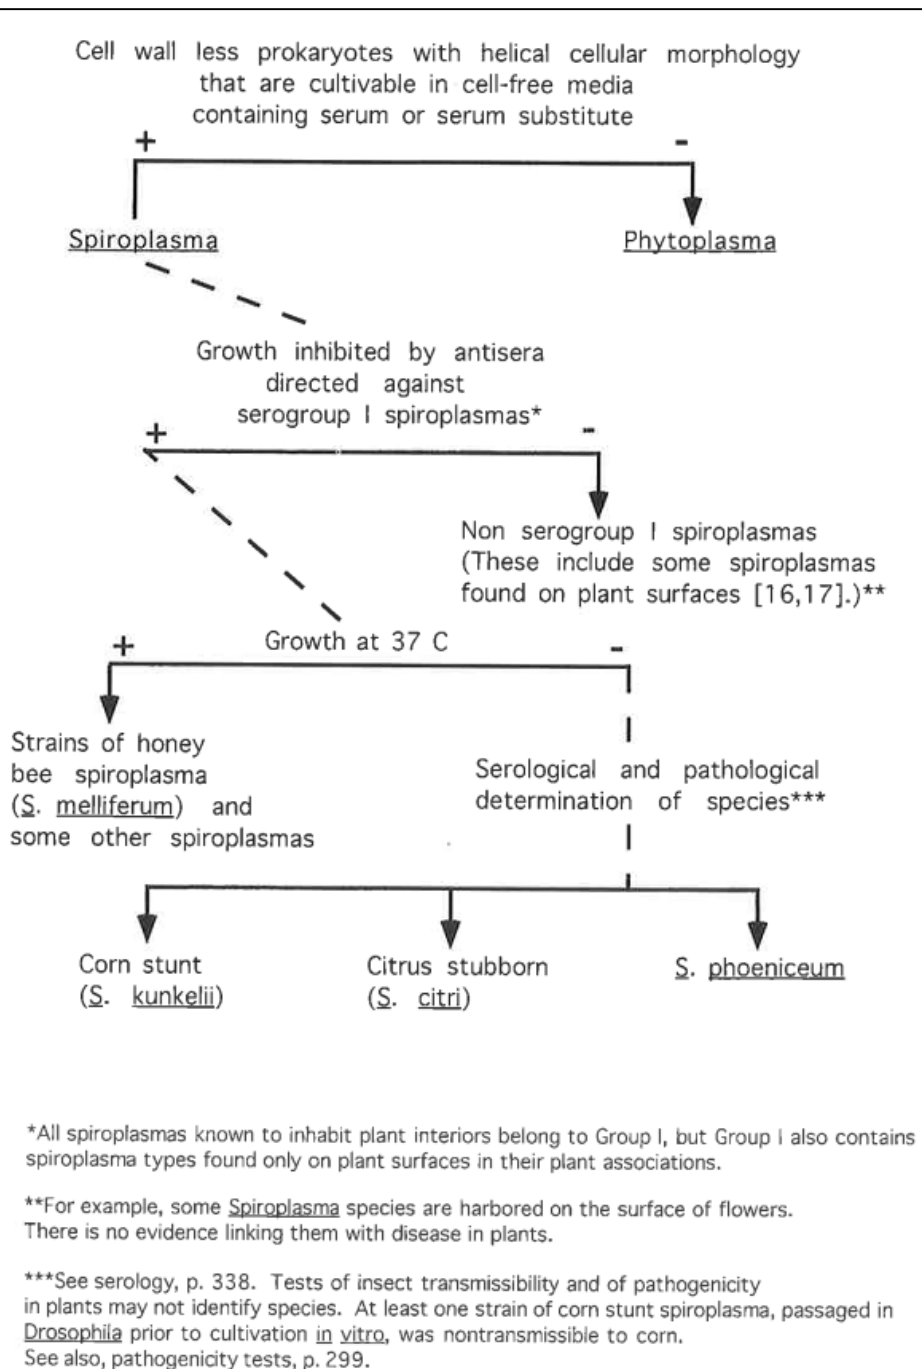 Cell wall less prokaryotes with helical cellular morphology
that are cultivable in cell-free media
containing serum or serum substitute
+ -
Spiroplasma Phytoplasma
Growth inhibited by antisera
directed against
serogroup I spiroplasmas*
+ -
Non serogroup I spiroplasmas
(These include some spiroplasmas
found on plant surfaces [16,17].)**
+ Growth at 37 C -
Strains of honey
bee spiroplasma
(S. melliferum) and
some other spiroplasmas
Serological and pathological
determination of species***
Corn stunt
(S. kunkelii)
Citrus stubborn
(S. citri)
S. phoeniceum
*All spiroplasmas known to inhabit plant interiors belong to Group I, but Group I also contains
spiroplasma types found only on plant surfaces in their plant associations.
**For example, some Spiroplasma species are harbored on the surface of flowers.
There is no evidence linking them with disease in plants.
***See serology, p. 338. Tests of insect transmissibility and of pathogenicity
in plants may not identify species. At least one strain of corn stunt spiroplasma, passaged in
Drosophila prior to cultivation in vitro, was nontransmissible to corn.
See also, pathogenicity tests, p. 299.